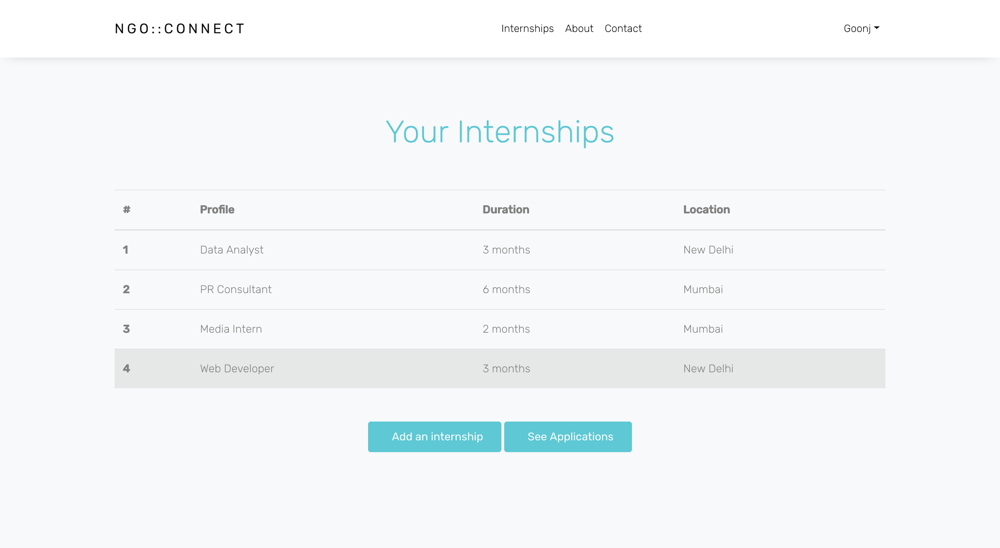 NGO::CONNECT Internships About Contact Goonj
Your Internships
# Profile Duration Location
1 Data Analyst 3 months New Delhi
2 PR Consultant 6 months Mumbai
3 Media Intern 2 months Mumbai
4 Web Developer 3 months New Delhi
Add an internship See Applications